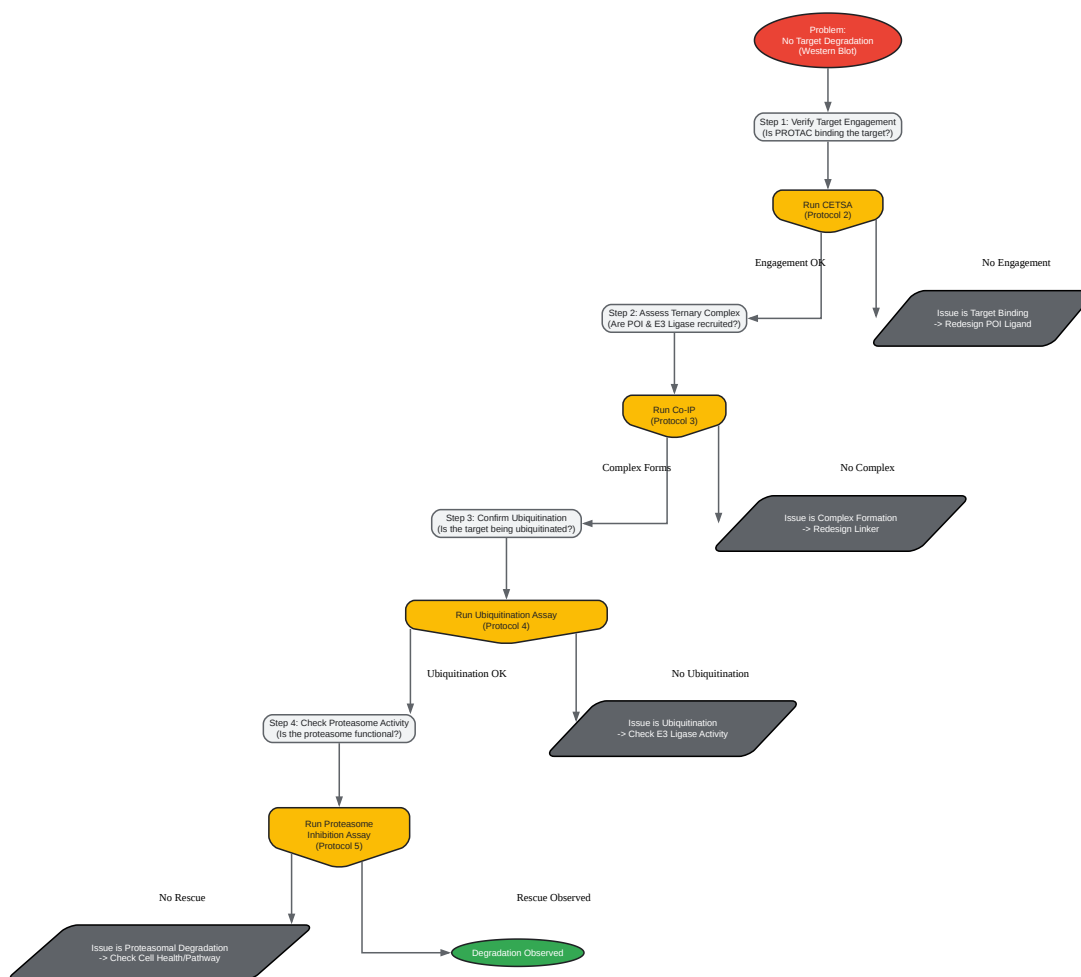 Problem:
No Target Degradation
(Western Blot)
Step 1: Verify Target Engagement
(Is PROTAC binding the target?)
Run CETSA
(Protocol 2)
Engagement OK
No Engagement
Step 2: Assess Ternary Complex
(Are POI & E3 Ligase recruited?)
Issue is Target Binding
-> Redesign POI Ligand
Run Co-IP
(Protocol 3)
Complex Forms
No Complex
Step 3: Confirm Ubiquitination
(Is the target being ubiquitinated?)
Issue is Complex Formation
-> Redesign Linker
Run Ubiquitination Assay
(Protocol 4)
Ubiquitination OK
No Ubiquitination
Step 4: Check Proteasome Activity
(Is the proteasome functional?)
Issue is Ubiquitination
-> Check E3 Ligase Activity
Run Proteasome
Inhibition Assay
(Protocol 5)
No Rescue
Rescue Observed
Issue is Proteasomal Degradation
-> Check Cell Health/Pathway
Degradation Observed